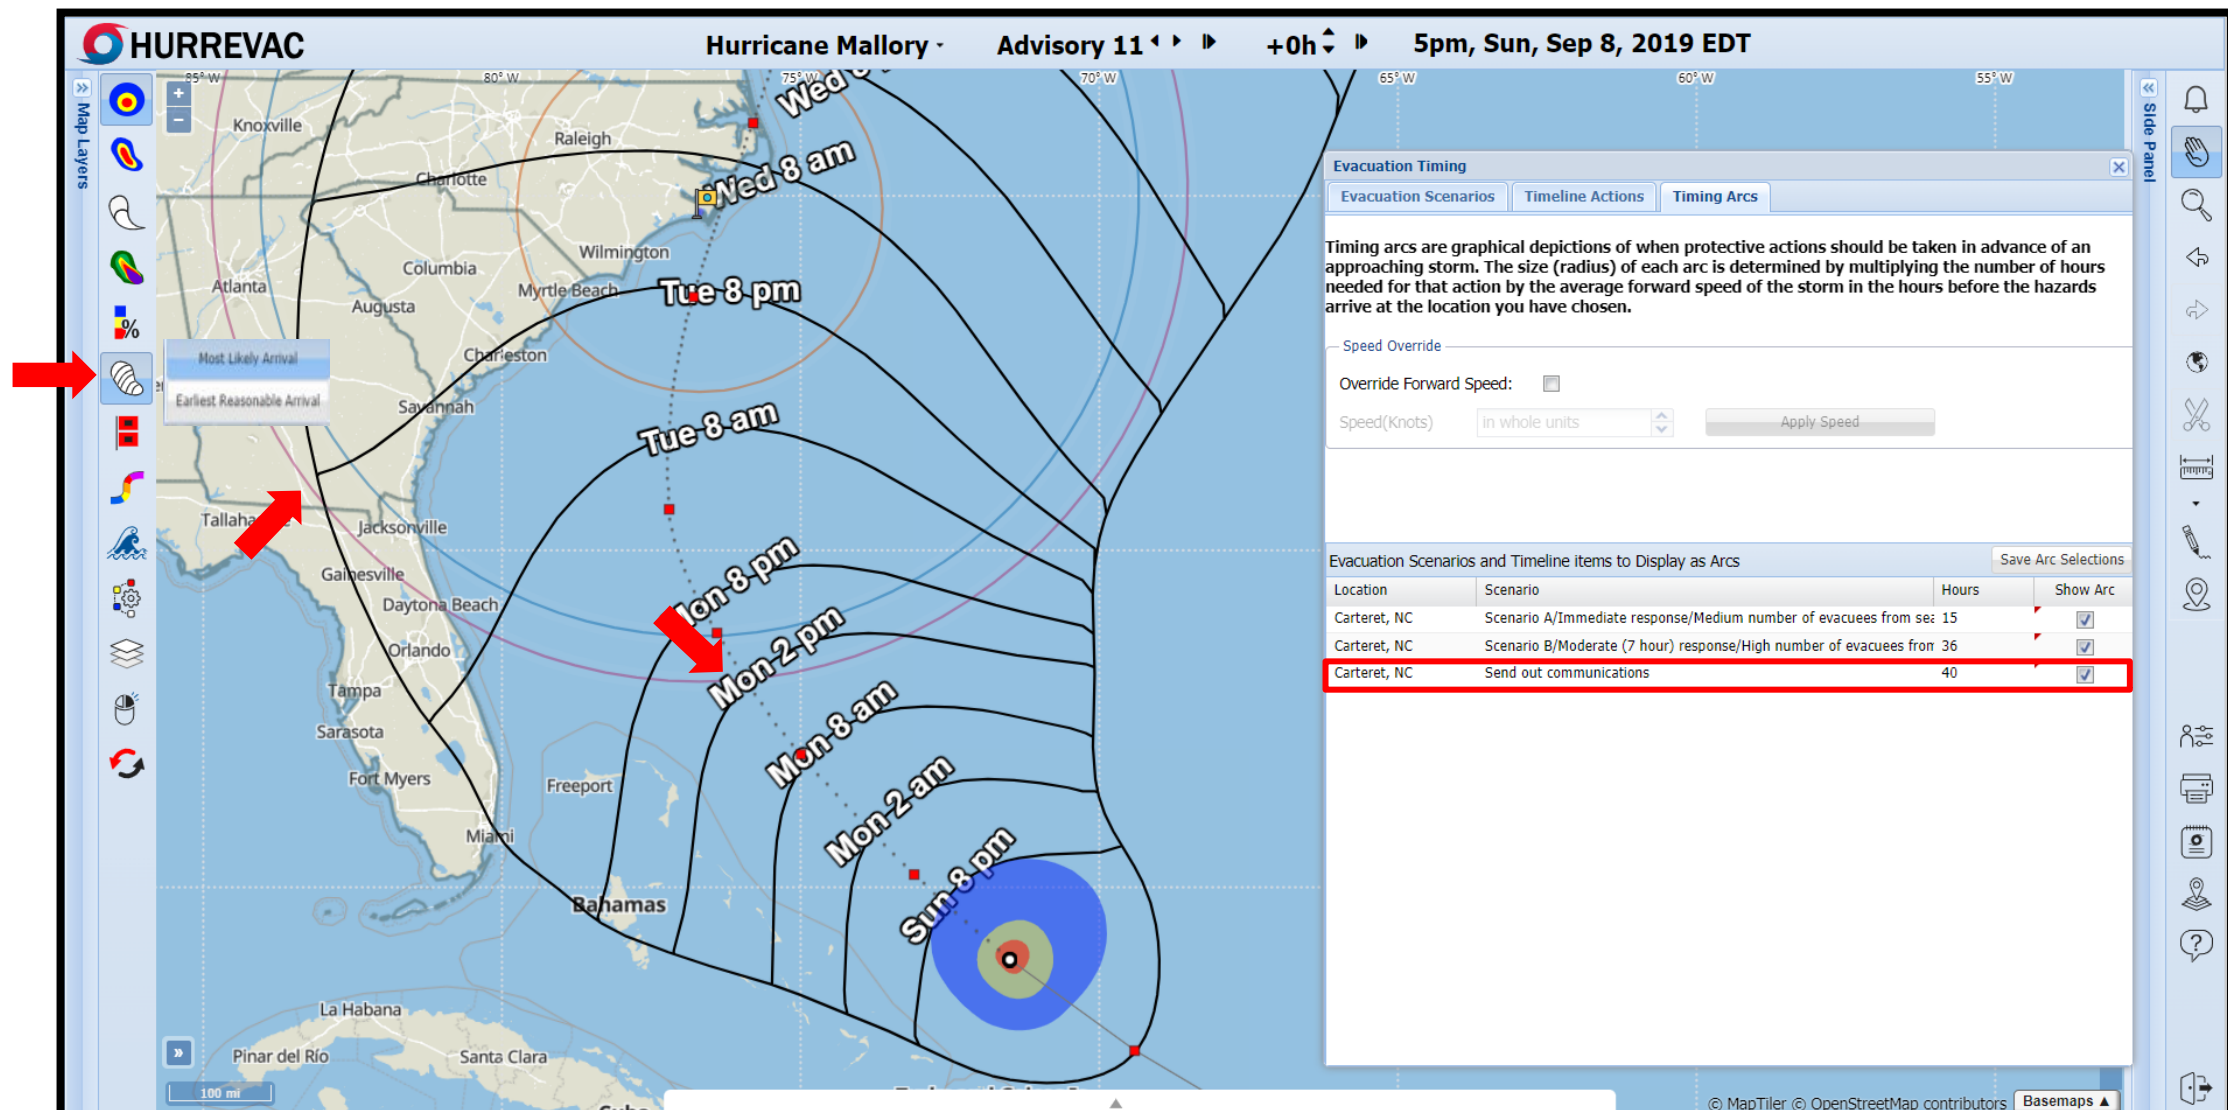 HURREVAC
Hurricane Mallory
Advisory 11
+0h
5pm, Sun, Sep 8, 2019 EDT
Map Layers
Side Panel
85° W
80° W
75° W
70° W
65° W
60° W
55° W
+
−
Wed 8
Knoxville
Raleigh
Charlotte
Wed 8 am
Wilmington
Columbia
Atlanta
Myrtle Beach
Tue 8 pm
Augusta
%
Most Likely Arrival
Charleston
Earliest Reasonable Arrival
Savannah
Tue 8 am
Jacksonville
Gainesville
Mon 8 pm
Daytona Beach
Orlando
Mon 2 pm
Tampa
Sarasota
Mon 8 am
Fort Myers
Freeport
Mon 2 am
Miami
Sun 8 pm
Bahamas
La Habana
Pinar del Río
Santa Clara
100 mi
Evacuation Timing
Evacuation Scenarios
Timeline Actions
Timing Arcs
Timing arcs are graphical depictions of when protective actions should be taken in advance of an
approaching storm. The size (radius) of each arc is determined by multiplying the number of hours
needed for that action by the average forward speed of the storm in the hours before the hazards
arrive at the location you have chosen.
Speed Override
Override Forward Speed:
Speed(Knots)
in whole units
Apply Speed
Evacuation Scenarios and Timeline items to Display as Arcs
Save Arc Selections
Location Scenario Hours Show Arc
Carteret, NC Scenario A/Immediate response/Medium number of evacuees from sea 15
Carteret, NC Scenario B/Moderate (7 hour) response/High number of evacuees from 36
Carteret, NC Send out communications 40
© MapTiler © OpenStreetMap contributors
Basemaps ▲